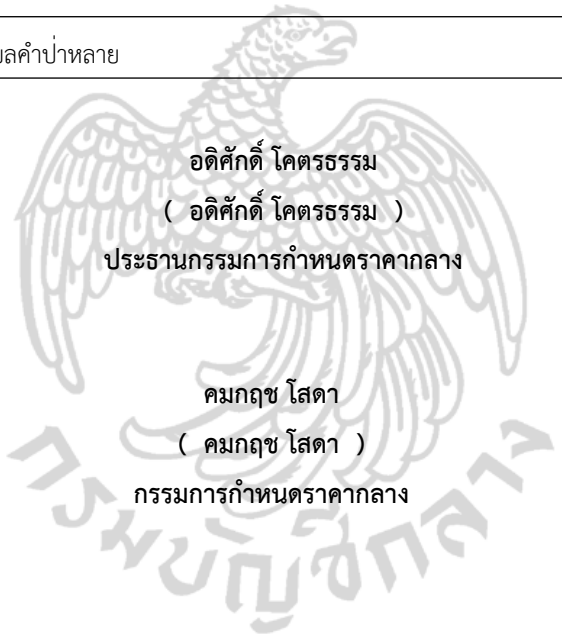 ลคำป่าหลาย
อดิศักดิ์ โคตรธรรม
( อดิศักดิ์ โคตรธรรม )
ประธานกรรมการกำหนดราคากลาง
คมกฤช โสดา
( คมกฤช โสดา )
กรรมการกำหนดราคากลาง
กรมบัญชีกลาง